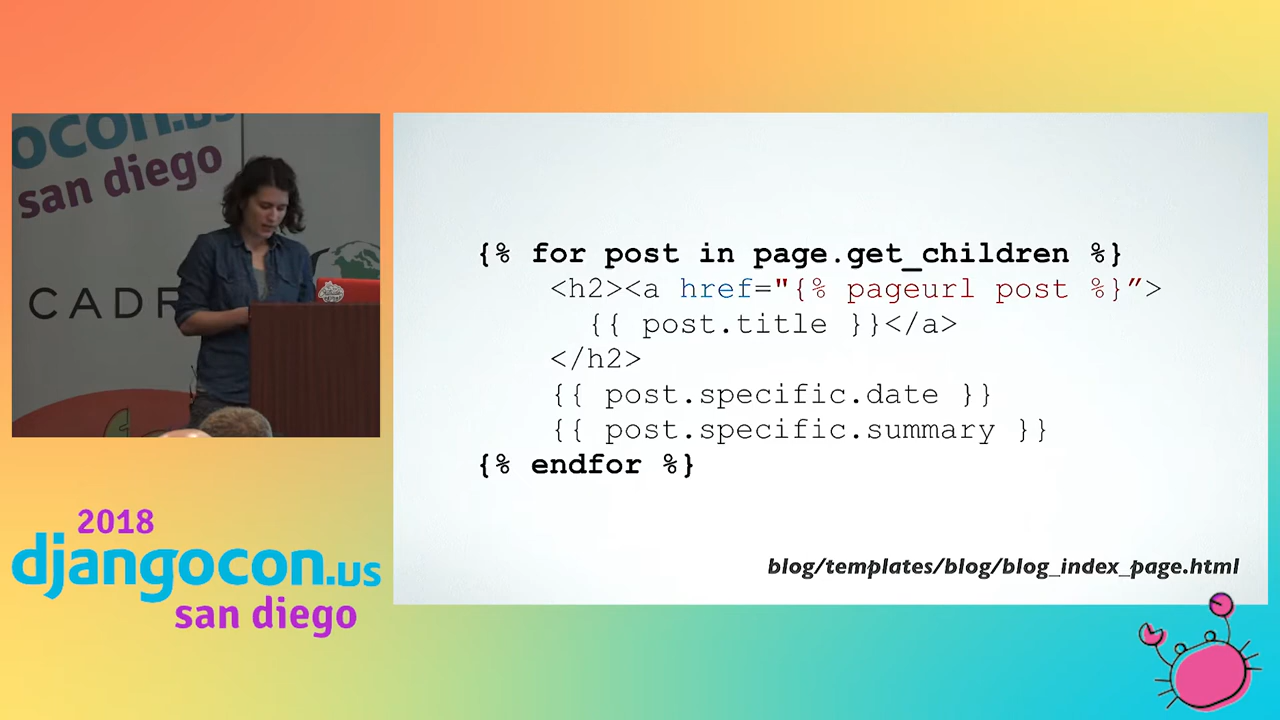 ocon.us
san diego
CADR
{% for post in page.get_children %}
<h2><a href="{% pageurl post %}”>
{{ post.title }}</a>
</h2>
{{ post.specific.date }}
{{ post.specific.summary }}
{% endfor %}
blog/templates/blog/blog_index_page.html
2018
djangocon.us
san diego